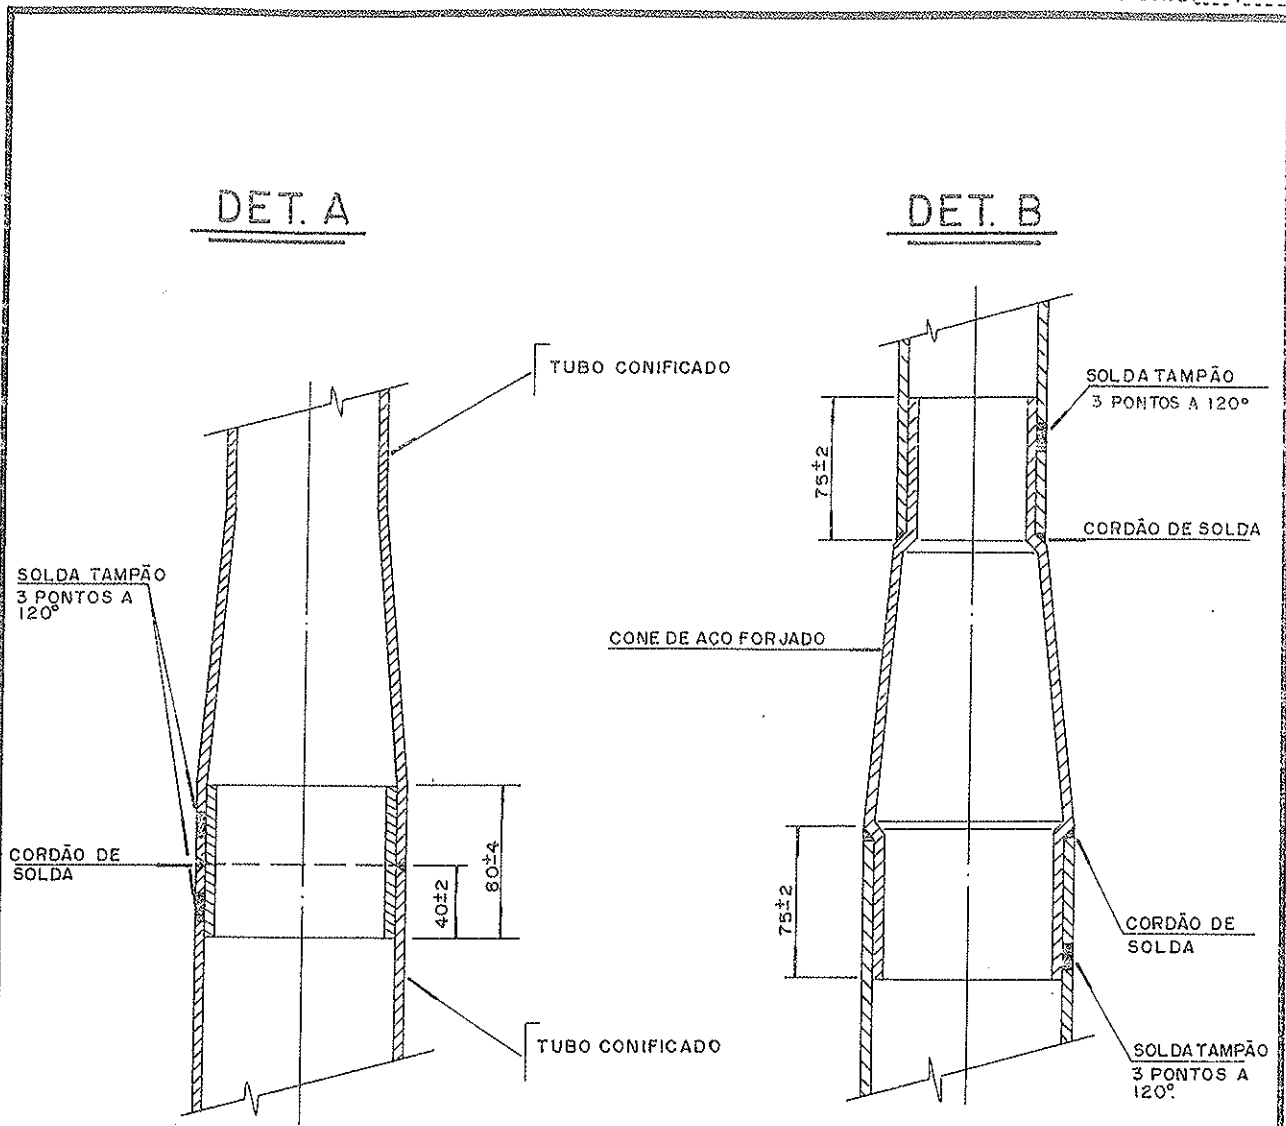 DET. A
TUBO CONIFICADO
SOLDA TAMPÃO
3 PONTOS A
120°
CORDÃO DE
SOLDA
40±2
80±4
TUBO CONIFICADO
DET. B
SOLDA TAMPÃO
3 PONTOS A 120°
75±2
CORDÃO DE SOLDA
CONE DE AÇO FORJADO
75±2
CORDÃO DE
SOLDA
SOLDA TAMPÃO
3 PONTOS A
120°.